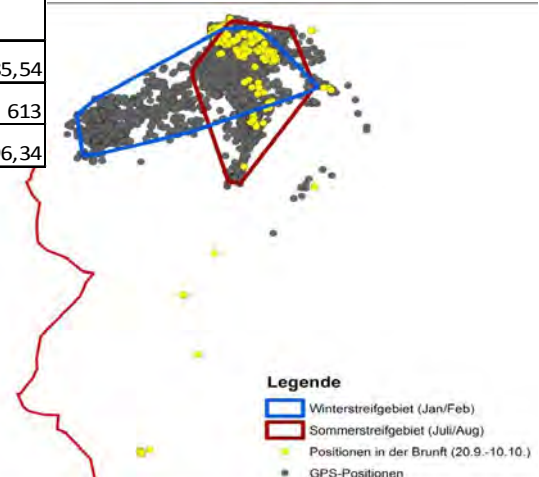 5,54
613
6,34
Legende
Winterstreifgebiet (Jan/Feb)
Sommerstreifgebiet (Juli/Aug)
Positionen in der Brunft (20.9.-10.10.)
GPS-Positionen